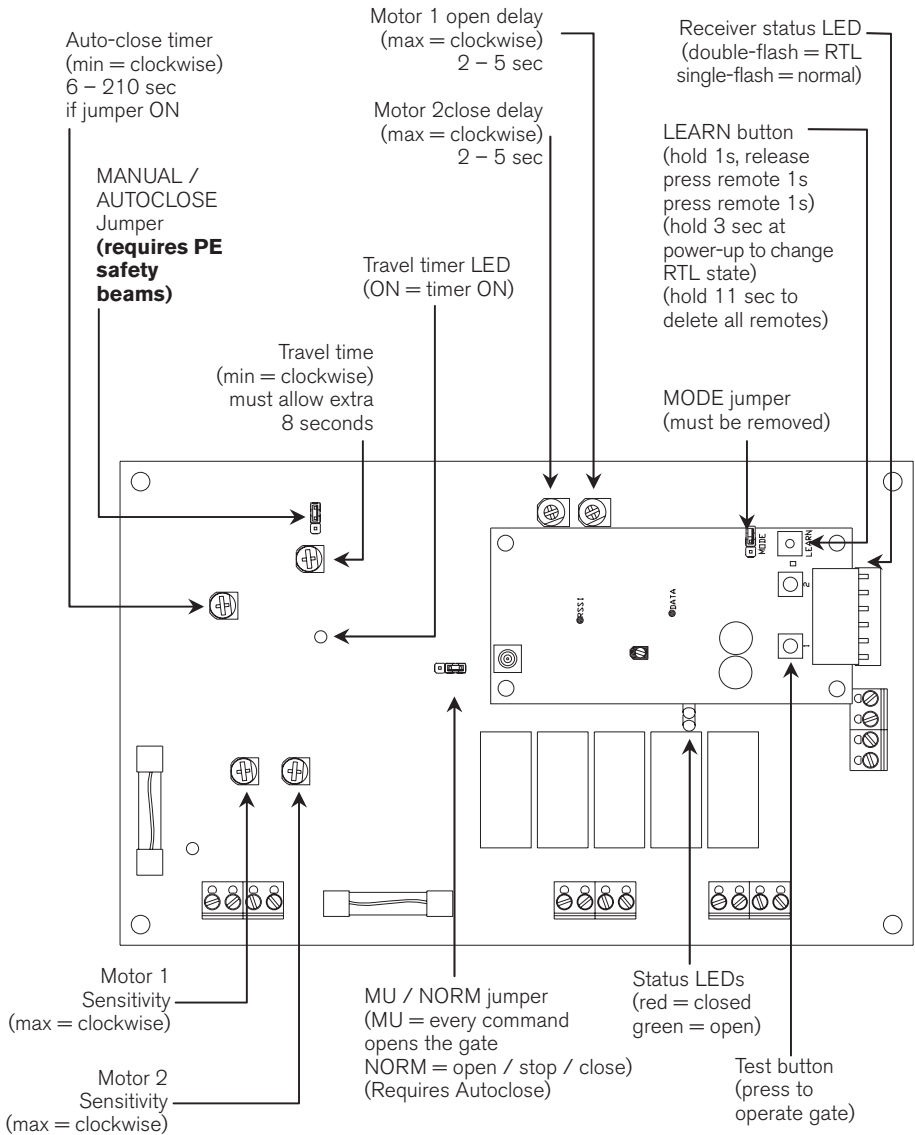 Motor 1 open delay
(max = clockwise)
2 – 5 sec
Auto-close timer
(min = clockwise)
6 – 210 sec
if jumper ON
Receiver status LED
(double-flash = RTL
single-flash = normal)
Motor 2close delay
(max = clockwise)
2 – 5 sec
LEARN button
(hold 1s, release
press remote 1s
press remote 1s)
(hold 3 sec at
power-up to change
RTL state)
(hold 11 sec to
delete all remotes)
MANUAL /
AUTOCLOSE
Jumper
(requires PE
safety
beams)
Travel timer LED
(ON = timer ON)
Travel time
(min = clockwise)
must allow extra
8 seconds
MODE jumper
(must be removed)
MODE
LEARN
2
RSSI
DATA
1
Motor 1
Sensitivity
(max = clockwise)
Motor 2
Sensitivity
(max = clockwise)
MU / NORM jumper
(MU = every command
opens the gate
NORM = open / stop / close)
(Requires Autoclose)
Status LEDs
(red = closed
green = open)
Test button
(press to
operate gate)